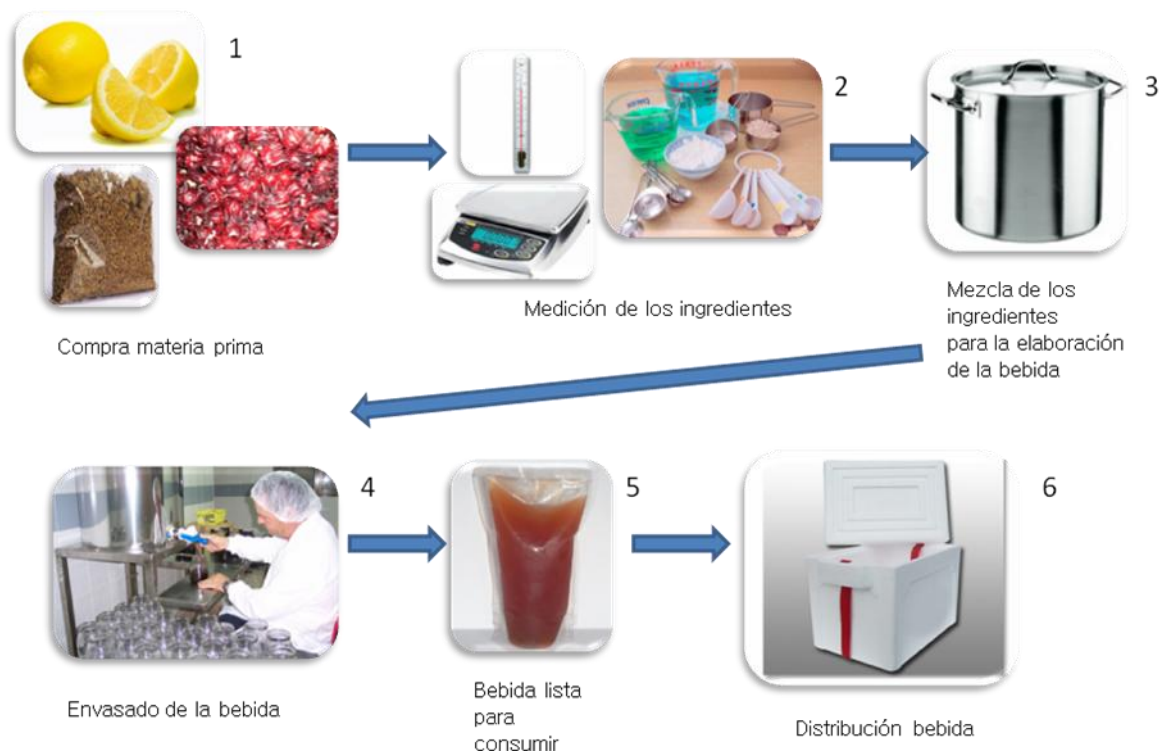 1
2
3
Compra materia prima
Medición de los ingredientes
Mezcla de los
ingredientes
para la elaboración
de la bebida
4
5
6
Envasado de la bebida
Bebida lista
para
consumir
Distribución bebida